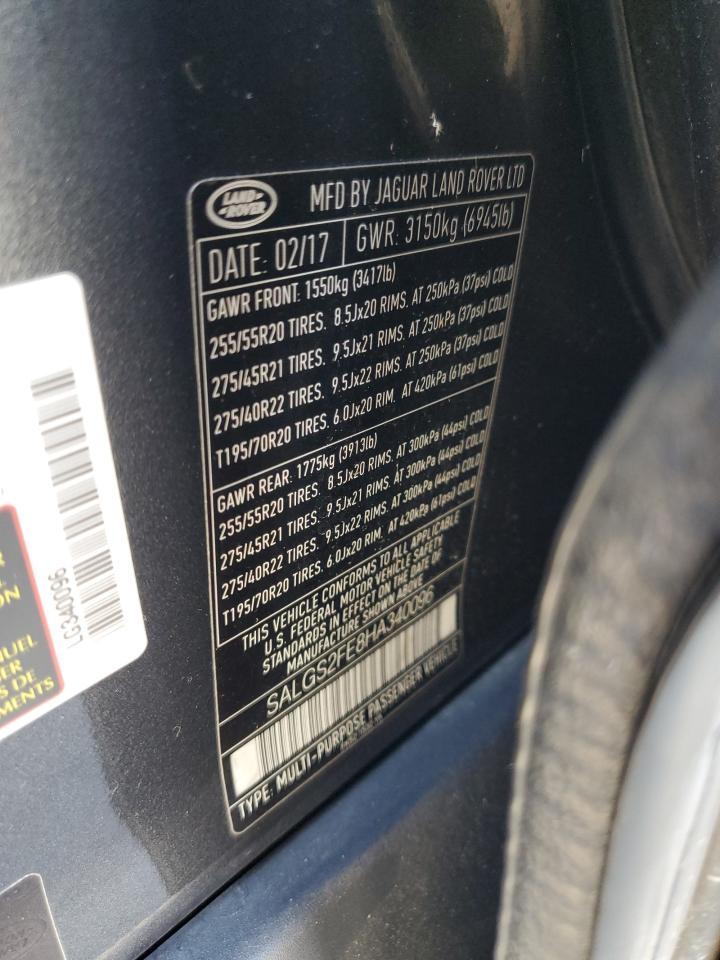 LAND
ROVER
MFD BY JAGUAR LAND ROVER LTD
DATE: 02/17
GWR: 3150kg (6945lb)
GAWR FRONT: 1550kg (3417lb)
255/55R20 TIRES. 8.5Jx20 RIMS. AT 250kPa (37psi) COLD
275/45R21 TIRES. 9.5Jx21 RIMS. AT 250kPa (37psi) COLD
275/40R22 TIRES. 9.5Jx22 RIMS. AT 250kPa (37psi) COLD
T195/70R20 TIRES. 6.0Jx20 RIM. AT 420kPa (61psi) COLD
GAWR REAR: 1775kg (3913lb)
255/55R20 TIRES. 8.5Jx20 RIMS. AT 300kPa (44psi) COLD
275/45R21 TIRES. 9.5Jx21 RIMS. AT 300kPa (44psi) COLD
275/40R22 TIRES. 9.5Jx22 RIMS. AT 300kPa (44psi) COLD
T195/70R20 TIRES. 6.0Jx20 RIM. AT 420kPa (61psi) COLD
THIS VEHICLE CONFORMS TO ALL APPLICABLE
U.S. FEDERAL MOTOR VEHICLE SAFETY
STANDARDS IN EFFECT ON THE DATE OF
MANUFACTURE SHOWN ABOVE
SALGS2FE8HA340096
TYPE: MULTI-PURPOSE PASSENGER VEHICLE
LG340096
ER
ON
UEL
ER
S DE
MENTS